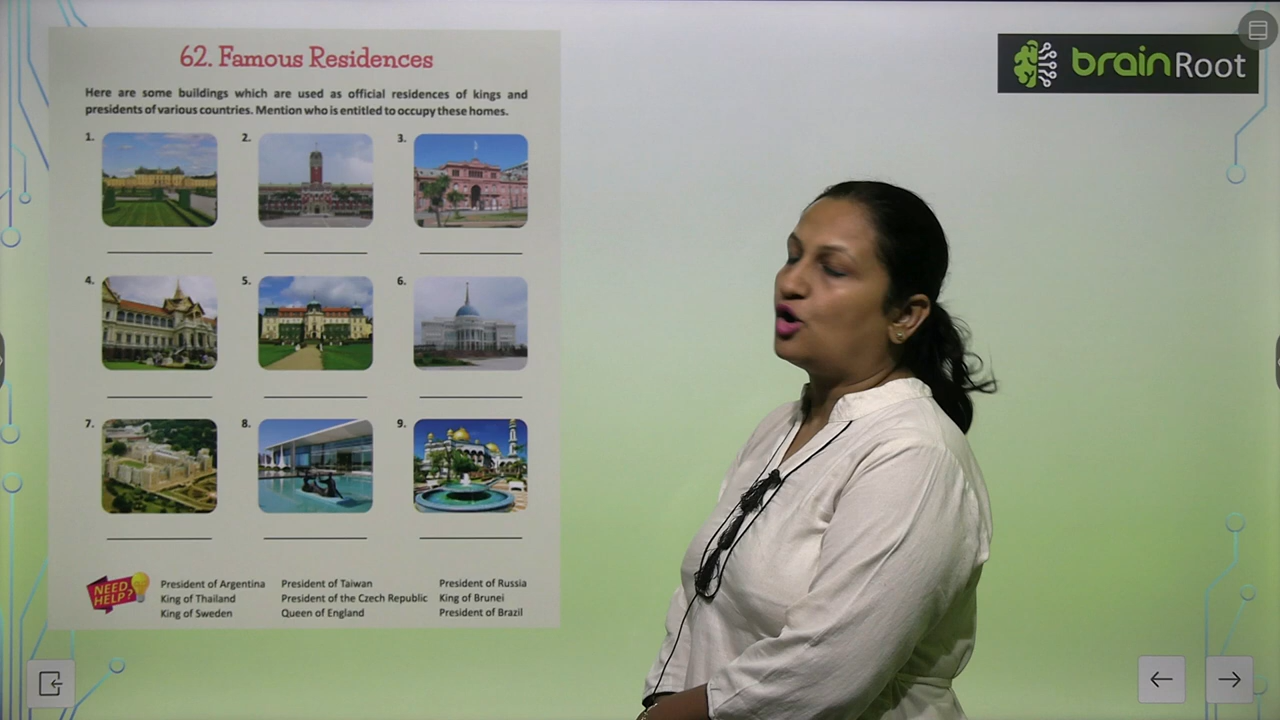 62. Famous Residences
brainRoot
Here are some buildings which are used as official residences of kings and
presidents of various countries. Mention who is entitled to occupy these homes.
1.
2.
3.
4.
5.
6.
7.
8.
9.
NEED HELP?
President of Argentina
President of Taiwan
President of Russia
King of Thailand
President of the Czech Republic
King of Brunei
King of Sweden
Queen of England
President of Brazil